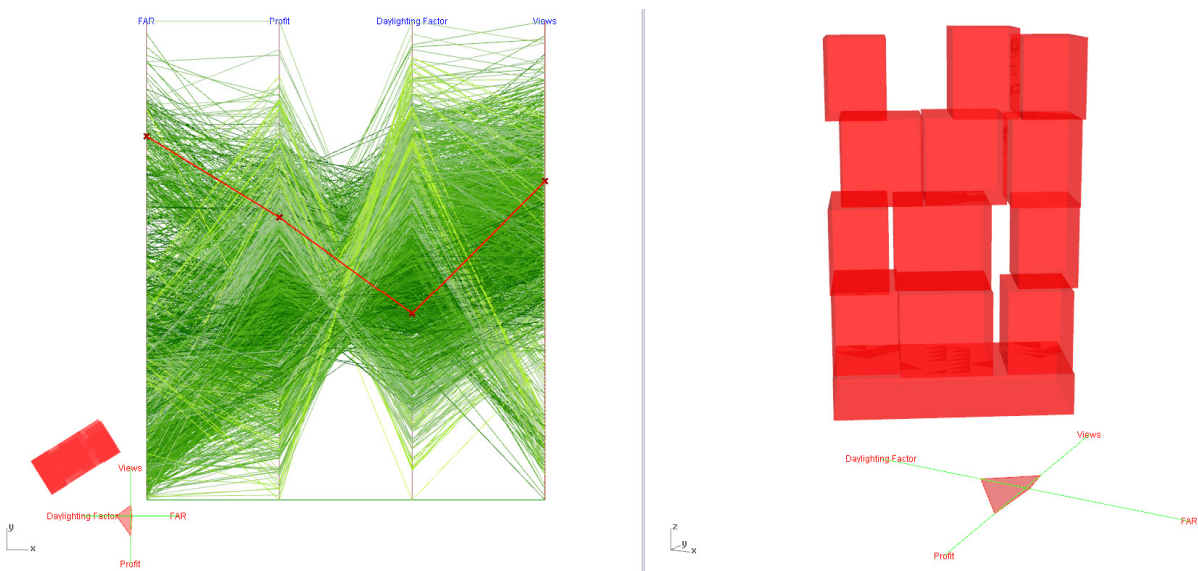 FAR Profit Daylighting Factor Views
Views
Daylighting Factor FAR
Profit
y
x
Views
Daylighting Factor
FAR
Profit
z
y
x